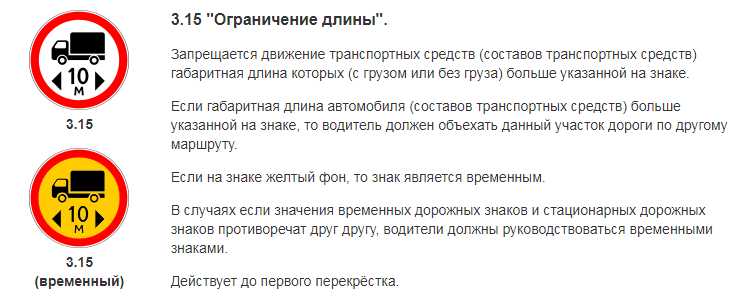 3.15 "Ограничение длины".
10
М
3.15
Запрещается движение транспортных средств (составов транспортных средств)
габаритная длина которых (с грузом или без груза) больше указанной на знаке.
Если габаритная длина автомобиля (составов транспортных средств) больше
указанной на знаке, то водитель должен объехать данный участок дороги по другому
маршруту.
Если на знаке желтый фон, то знак является временным.
10
М
3.15
(временный)
В случаях если значения временных дорожных знаков и стационарных дорожных
знаков противоречат друг другу, водители должны руководствоваться временными
знаками.
Действует до первого перекрёстка.